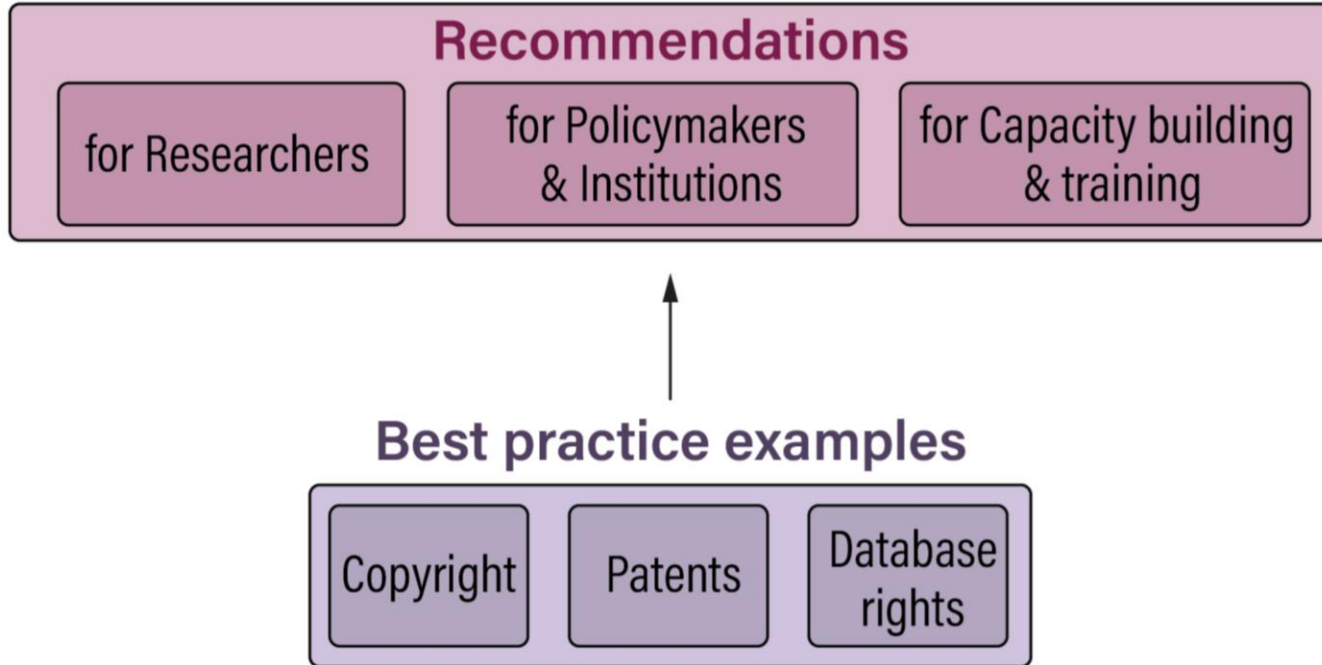 Recommendations
for Researchers
for Policymakers
& Institutions
for Capacity building
& training
Best practice examples
Copyright
Patents
Database
rights